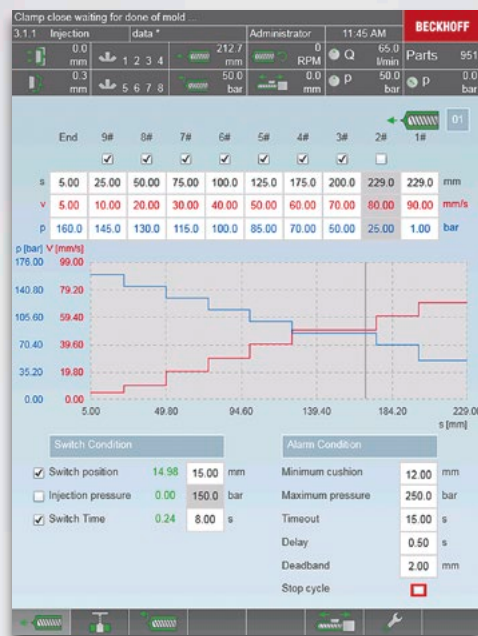 Clamp close waiting for done of mold ...
3.1.1 Injection data * Administrator 11:45 AM BECKHOFF
0.0 mm 1 2 3 4 212.7 mm 0 RPM Q 65.0 l/min Parts 951
0.3 mm 5 6 7 8 50.0 bar 0.0 mm P 50.0 bar p 0.0 bar
01
End 9# 8# 7# 6# 5# 4# 3# 2# 1#
s 5.00 25.00 50.00 75.00 100.0 125.0 175.0 200.0 229.0 229.0 mm
v 5.00 10.00 20.00 30.00 40.00 50.00 60.00 70.00 80.00 90.00 mm/s
p 160.0 145.0 130.0 115.0 100.0 85.00 70.00 50.00 25.00 1.00 bar
p [bar] V [mm/s]
176.00 99.00
140.80 79.20
105.60 59.40
70.40 39.60
35.20 19.80
0.00 0.00
5.00 49.80 94.60 139.40 184.20 229.00
s [mm]
Switch Condition Alarm Condition
Switch position 14.98 15.00 mm Minimum cushion 12.00 mm
Injection pressure 0.00 150.0 bar Maximum pressure 250.0 bar
Switch Time 0.24 8.00 s Timeout 15.00 s
Delay 0.50 s
Deadband 2.00 mm
Stop cycle